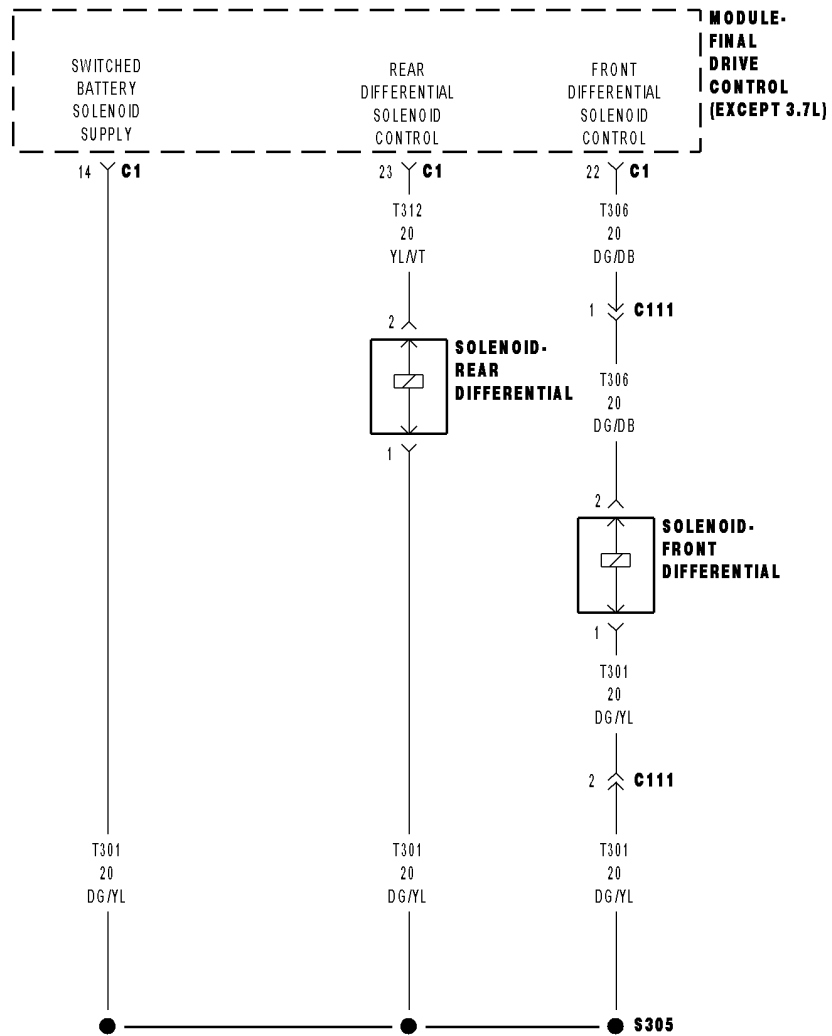 MODULE-
FINAL
DRIVE
CONTROL
(EXCEPT 3.7L)
SWITCHED
BATTERY
SOLENOID
SUPPLY
REAR
DIFFERENTIAL
SOLENOID
CONTROL
FRONT
DIFFERENTIAL
SOLENOID
CONTROL
14 C1
23 C1
22 C1
T312
20
YL/VT
T306
20
DG/DB
1 C111
2
SOLENOID-
REAR
DIFFERENTIAL
1
T306
20
DG/DB
2
SOLENOID-
FRONT
DIFFERENTIAL
1
T301
20
DG/YL
2 C111
T301
20
DG/YL
T301
20
DG/YL
T301
20
DG/YL
S305